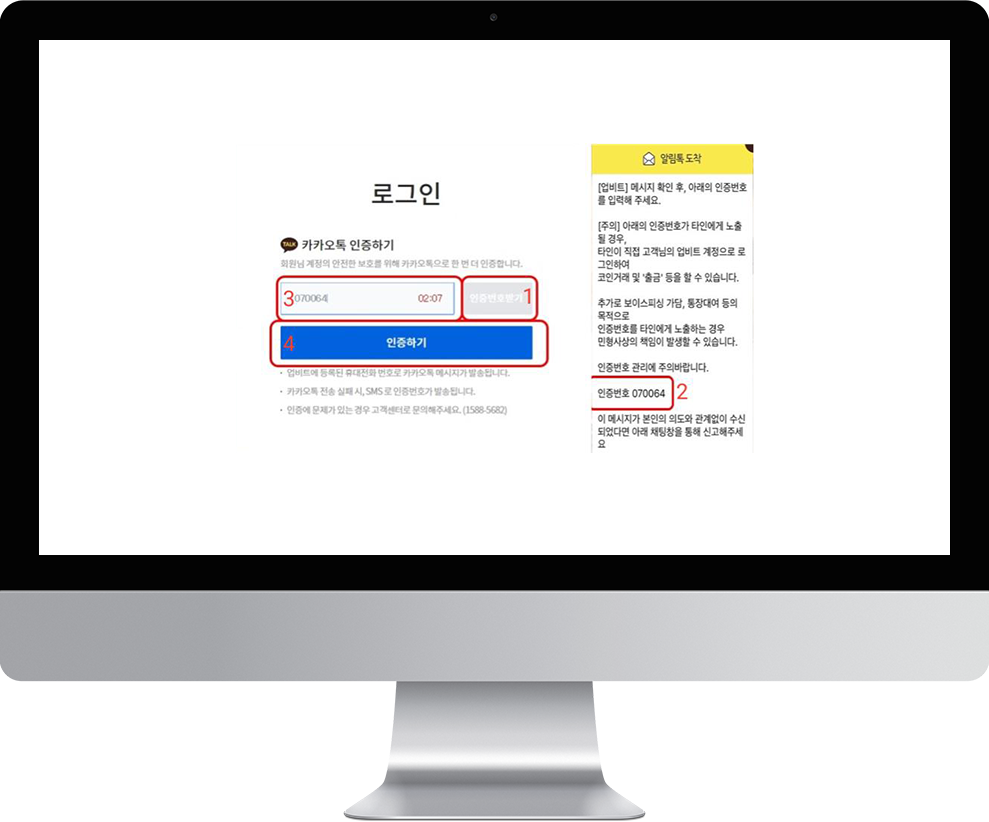 로그인
TALK 카카오톡 인증하기
회원님 계정의 안전한 보호를 위해 카카오톡으로 한 번 더 인증합니다.
3 070064 02:07 인증번호받기 1
4 인증하기
• 업비트에 등록된 휴대전화 번호로 카카오톡 메시지가 발송됩니다.
• 카카오톡 전송 실패 시, SMS 로 인증번호가 발송됩니다.
• 인증에 문제가 있는 경우 고객센터로 문의해주세요. (1588-5682)
알림톡 도착
[업비트] 메시지 확인 후, 아래의 인증번호
를 입력해 주세요.
[주의] 아래의 인증번호가 타인에게 노출
될 경우,
타인이 직접 고객님의 업비트 계정으로 로
그인하여
코인거래 및 '출금' 등을 할 수 있습니다.
추가로 보이스피싱 가담, 통장대여 등의
목적으로
인증번호를 타인에게 노출하는 경우
민형사상의 책임이 발생할 수 있습니다.
인증번호 관리에 주의바랍니다.
인증번호 070064 2
이 메시지가 본인의 의도와 관계없이 수신
되었다면 아래 채팅창을 통해 신고해주세
요